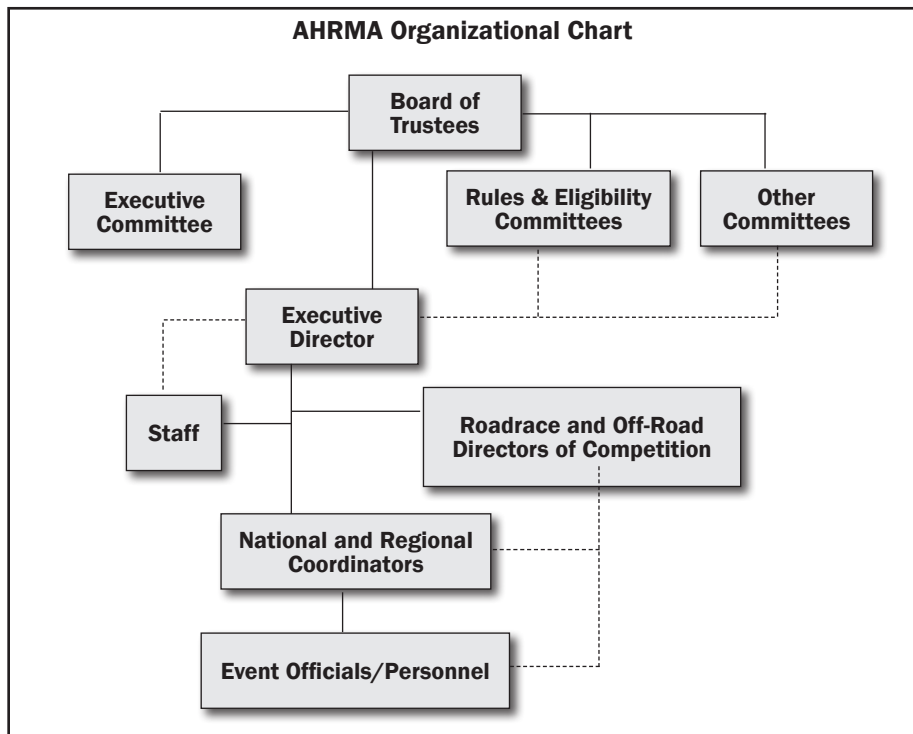 AHRMA Organizational Chart
Board of
Trustees
Executive
Committee
Rules & Eligibility
Committees
Other
Committees
Executive
Director
Staff
Roadrace and Off-Road
Directors of Competition
National and Regional
Coordinators
Event Officials/Personnel